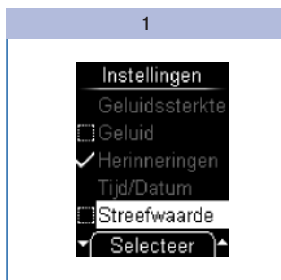 1
Instellingen
Geluidssterkte
Geluid
Herinneringen
Tijd/Datum
Streefwaarde
Selecteer